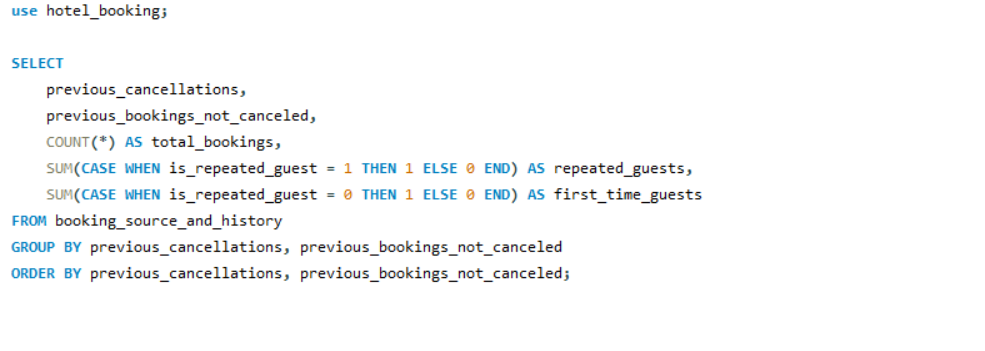 use hotel_booking;
SELECT
previous_cancellations,
previous_bookings_not_canceled,
COUNT(*) AS total_bookings,
SUM(CASE WHEN is_repeated_guest = 1 THEN 1 ELSE 0 END) AS repeated_guests,
SUM(CASE WHEN is_repeated_guest = 0 THEN 1 ELSE 0 END) AS first_time_guests
FROM booking_source_and_history
GROUP BY previous_cancellations, previous_bookings_not_canceled
ORDER BY previous_cancellations, previous_bookings_not_canceled;